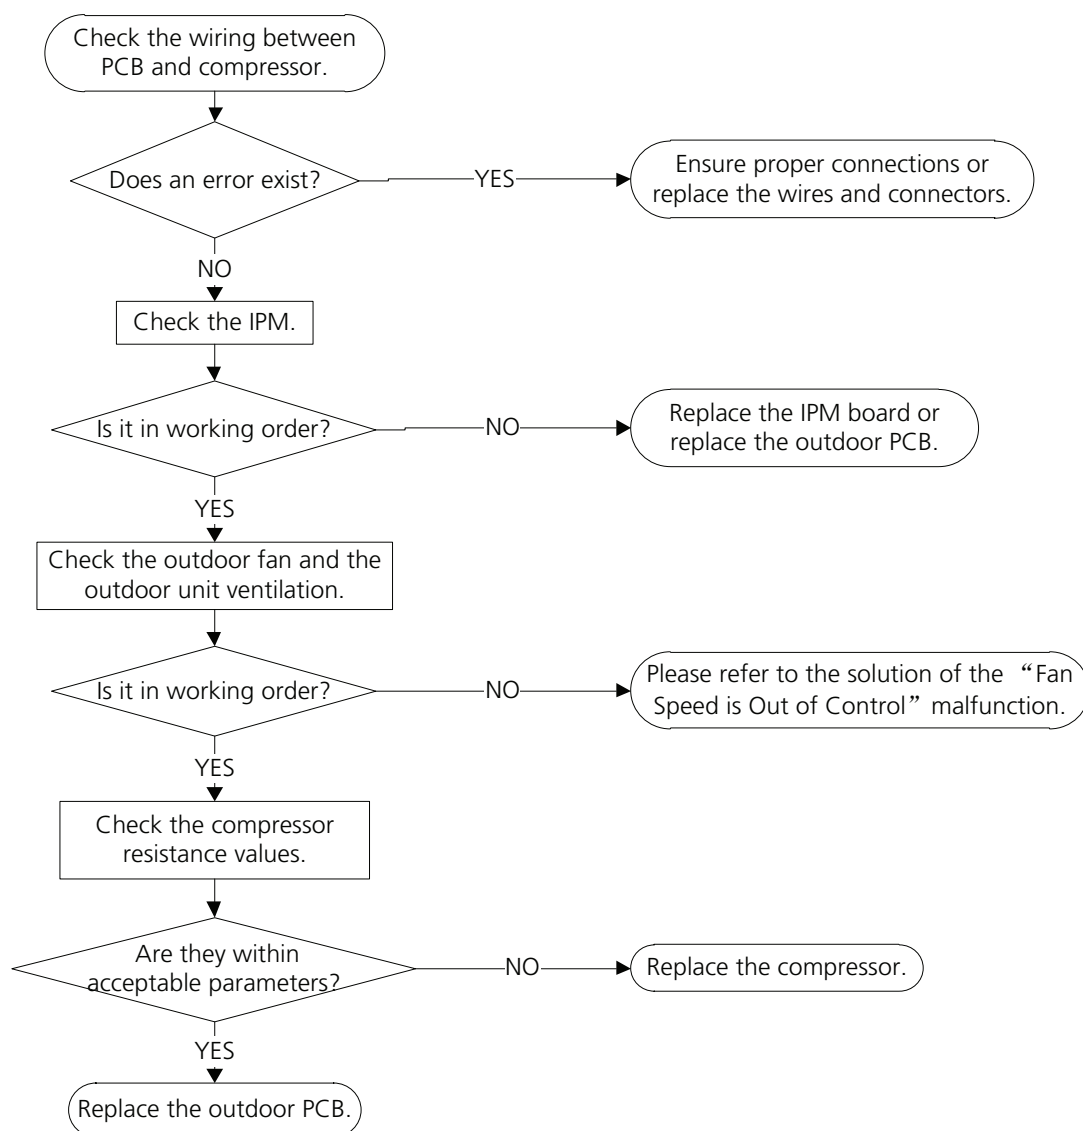 Check the wiring between
PCB and compressor.
Does an error exist?
YES
Ensure proper connections or
replace the wires and connectors.
NO
Check the IPM.
Is it in working order?
NO
Replace the IPM board or
replace the outdoor PCB.
YES
Check the outdoor fan and the
outdoor unit ventilation.
Is it in working order?
NO
Please refer to the solution of the “Fan
Speed is Out of Control” malfunction.
YES
Check the compressor
resistance values.
Are they within
acceptable parameters?
NO
Replace the compressor.
YES
Replace the outdoor PCB.